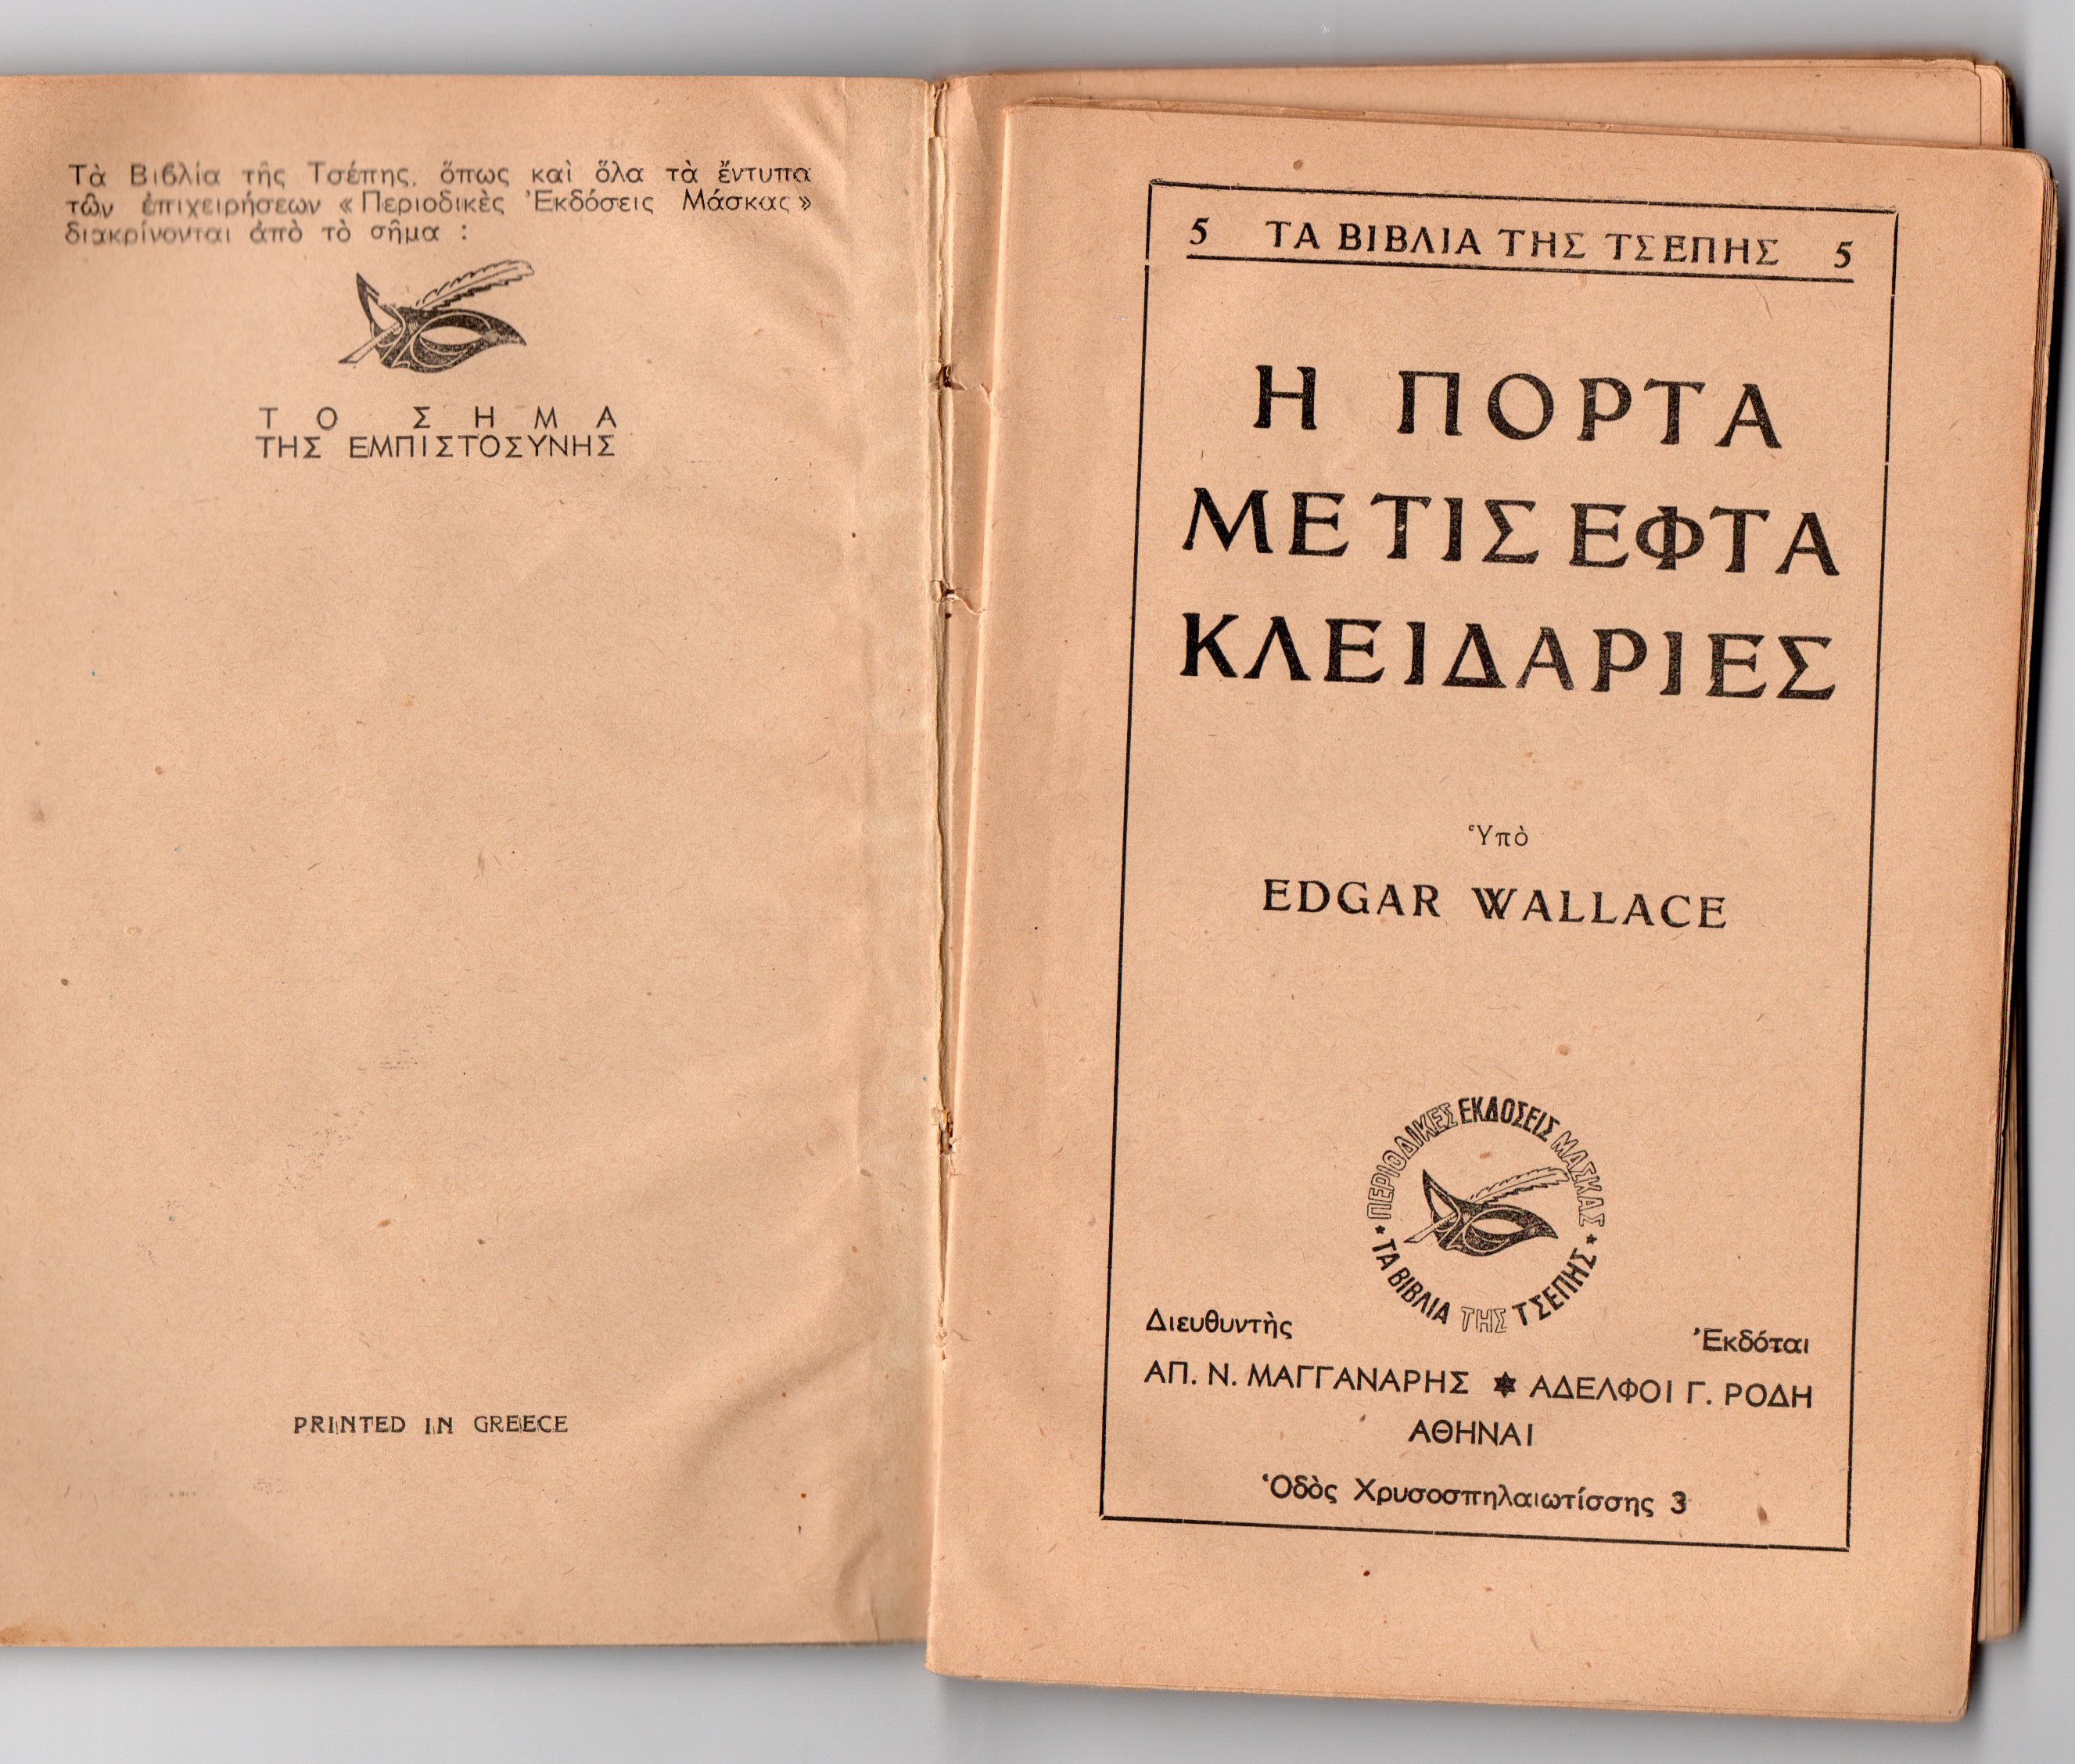 Τὰ Βιβλία τῆς Τσέπης, ὅπως καὶ ὅλα τὰ ἔντυπα
τῶν ἐπιχειρήσεων «Περιοδικὲς Ἐκδόσεις Μάσκας»
διακρίνονται ἀπὸ τὸ σῆμα :
ΤΟ ΣΗΜΑ
ΤΗΣ ΕΜΠΙΣΤΟΣΥΝΗΣ
PRINTED IN GREECE
5 ΤΑ ΒΙΒΛΙΑ ΤΗΣ ΤΣΕΠΗΣ 5
Η ΠΟΡΤΑ
ΜΕ ΤΙΣ ΕΦΤΑ
ΚΛΕΙΔΑΡΙΕΣ
Ὑπὸ
EDGAR WALLACE
ΠΕΡΙΟΔΙΚΕΣ ΕΚΔΟΣΕΙΣ ΜΑΣΚΑΣ
ΤΑ ΒΙΒΛΙΑ ΤΗΣ ΤΣΕΠΗΣ
Διευθυντὴς Ἐκδόται
ΑΠ. Ν. ΜΑΓΓΑΝΑΡΗΣ ✶ ΑΔΕΛΦΟΙ Γ. ΡΟΔΗ
ΑΘΗΝΑΙ
Ὁδὸς Χρυσοσπηλαιωτίσσης 3